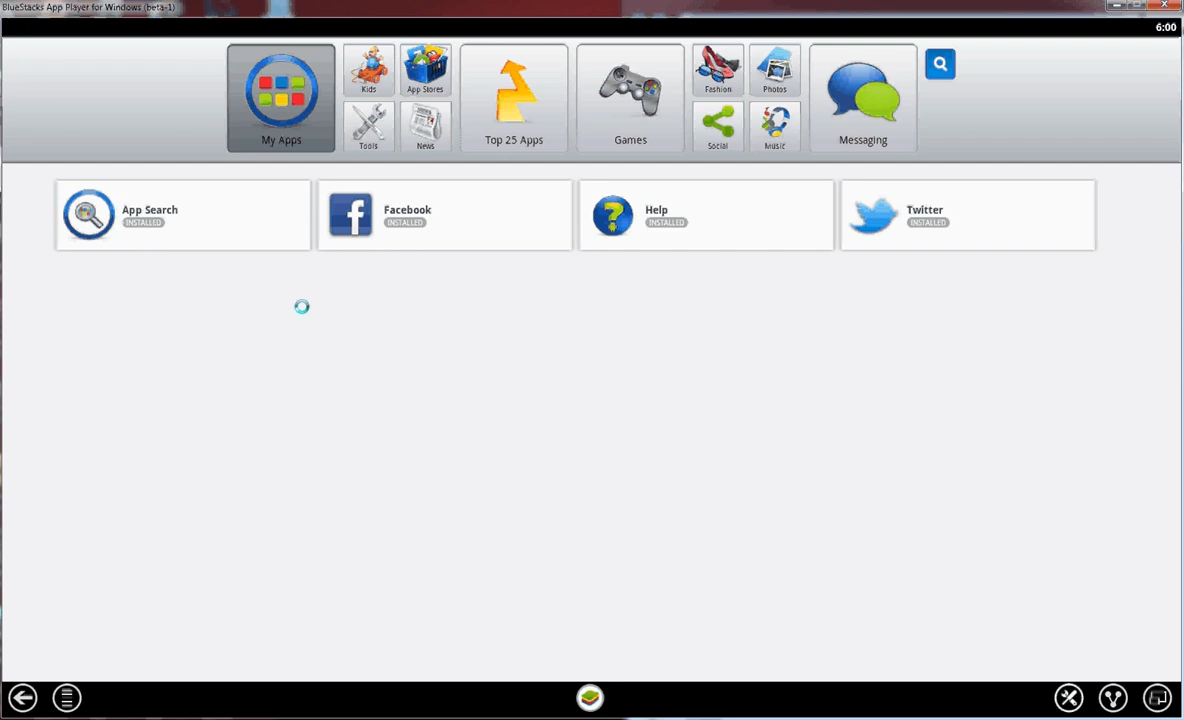 BlueStacks App Player for Windows (beta-1)
6:00
My Apps
Kids
App Stores
Tools
News
Top 25 Apps
Games
Fashion
Photos
Social
Music
Messaging
App Search
INSTALLED
Facebook
INSTALLED
Help
INSTALLED
Twitter
INSTALLED